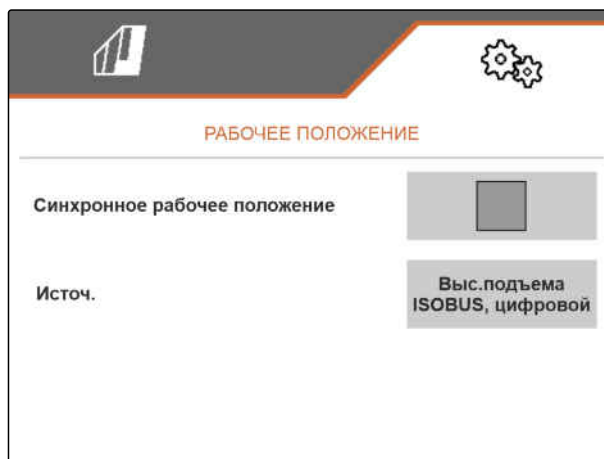 РАБОЧЕЕ ПОЛОЖЕНИЕ
Синхронное рабочее положение
Источ.
Выс.подъема
ISOBUS, цифровой